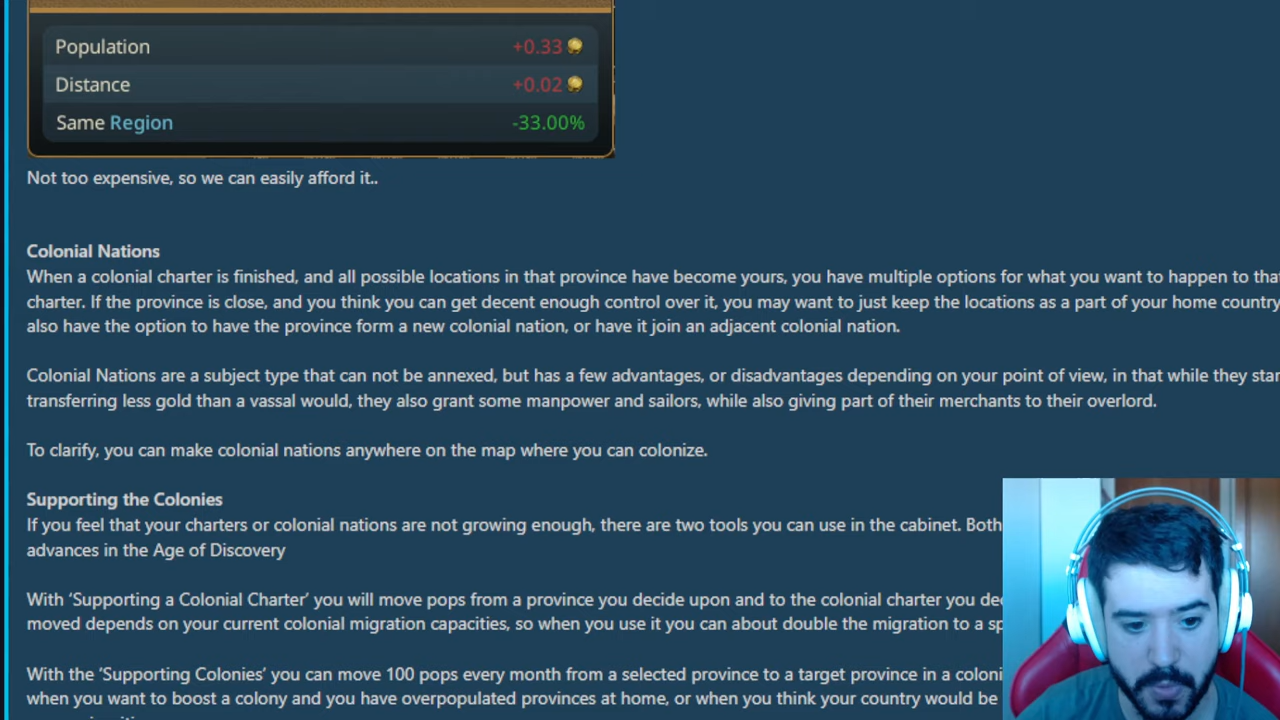 Population +0.33
Distance +0.02
Same Region -33.00%
Not too expensive, so we can easily afford it..
Colonial Nations
When a colonial charter is finished, and all possible locations in that province have become yours, you have multiple options for what you want to happen to that
charter. If the province is close, and you think you can get decent enough control over it, you may want to just keep the locations as a part of your home country
also have the option to have the province form a new colonial nation, or have it join an adjacent colonial nation.
Colonial Nations are a subject type that can not be annexed, but has a few advantages, or disadvantages depending on your point of view, in that while they star
transferring less gold than a vassal would, they also grant some manpower and sailors, while also giving part of their merchants to their overlord.
To clarify, you can make colonial nations anywhere on the map where you can colonize.
Supporting the Colonies
If you feel that your charters or colonial nations are not growing enough, there are two tools you can use in the cabinet. Both
advances in the Age of Discovery
With ‘Supporting a Colonial Charter’ you will move pops from a province you decide upon and to the colonial charter you de
moved depends on your current colonial migration capacities, so when you use it you can about double the migration to a sp
With the ‘Supporting Colonies’ you can move 100 pops every month from a selected province to a target province in a coloni
when you want to boost a colony and you have overpopulated provinces at home, or when you think your country would be